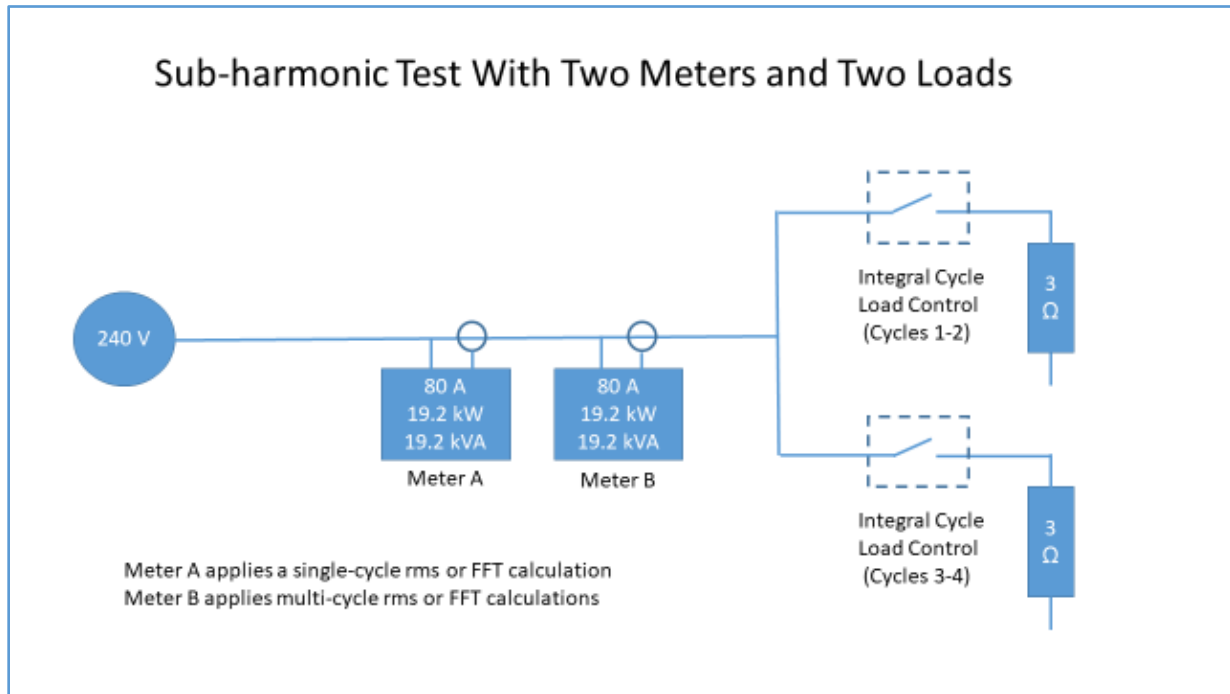 Sub-harmonic Test With Two Meters and Two Loads
240 V
80 A
19.2 kW
19.2 kVA
Meter A
80 A
19.2 kW
19.2 kVA
Meter B
Integral Cycle
Load Control
(Cycles 1-2)
3
Ω
Integral Cycle
Load Control
(Cycles 3-4)
3
Ω
Meter A applies a single-cycle rms or FFT calculation
Meter B applies multi-cycle rms or FFT calculations